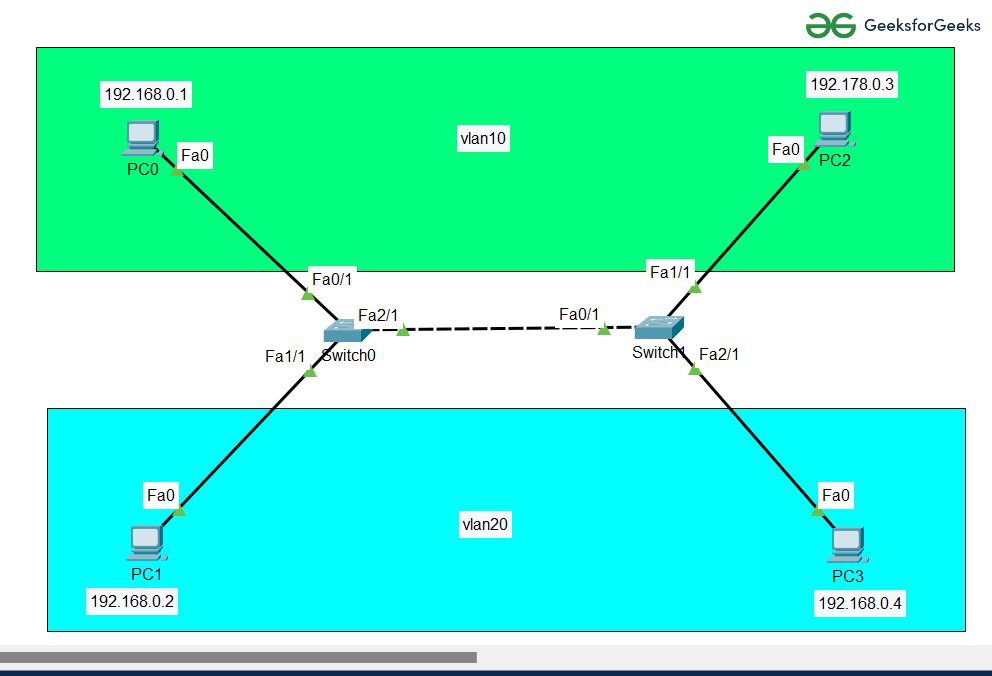 GeeksforGeeks
192.168.0.1
192.178.0.3
vlan10
Fa0
Fa0
PC0
PC2
Fa0/1
Fa1/1
Fa2/1
Fa0/1
Switch0
Switch1
Fa1/1
Fa2/1
Fa0
Fa0
vlan20
PC1
PC3
192.168.0.2
192.168.0.4